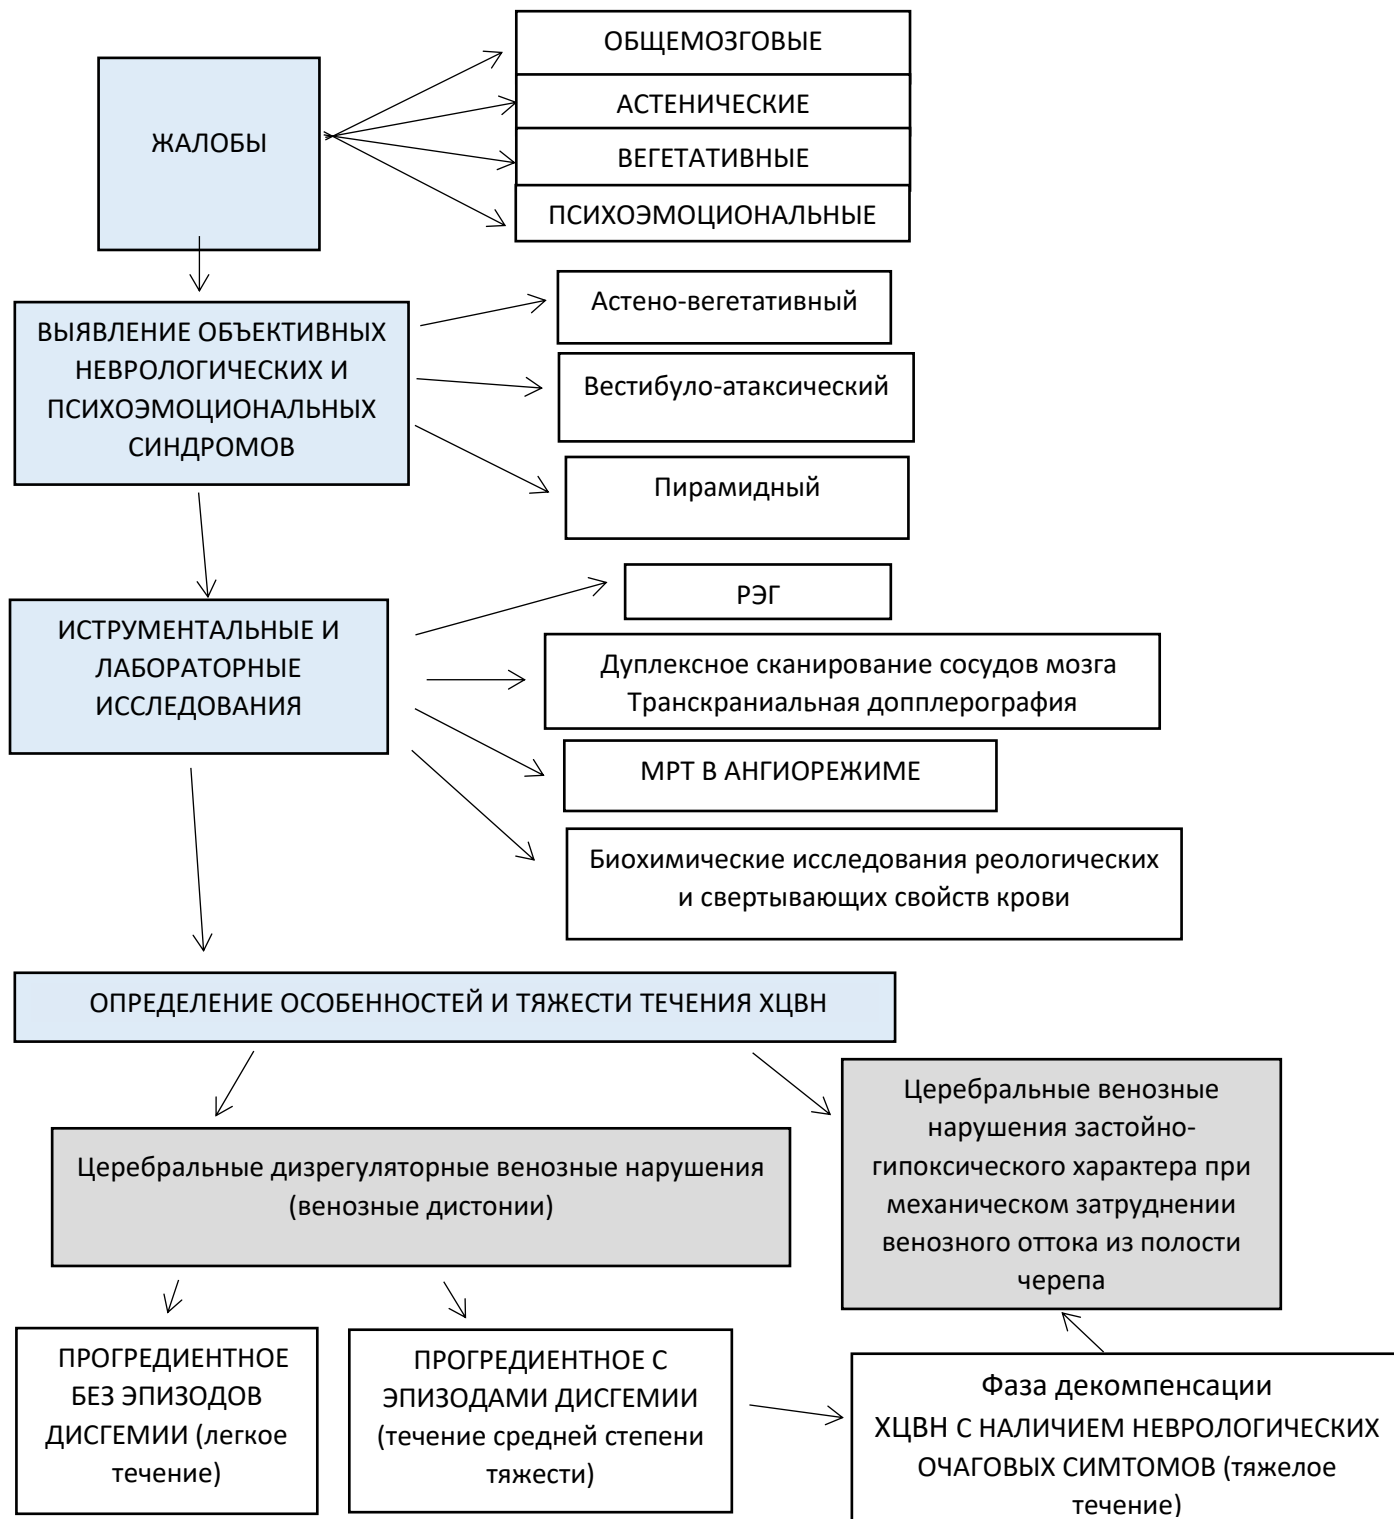 ЖАЛОБЫ
ОБЩЕМОЗГОВЫЕ
АСТЕНИЧЕСКИЕ
ВЕГЕТАТИВНЫЕ
ПСИХОЭМОЦИОНАЛЬНЫЕ
ВЫЯВЛЕНИЕ ОБЪЕКТИВНЫХ
НЕВРОЛОГИЧЕСКИХ И
ПСИХОЭМОЦИОНАЛЬНЫХ
СИНДРОМОВ
Астено-вегетативный
Вестибуло-атаксический
Пирамидный
ИСТРУМЕНТАЛЬНЫЕ И
ЛАБОРАТОРНЫЕ
ИССЛЕДОВАНИЯ
РЭГ
Дуплексное сканирование сосудов мозга
Транскраниальная допплерография
МРТ В АНГИОРЕЖИМЕ
Биохимические исследования реологических
и свертывающих свойств крови
ОПРЕДЕЛЕНИЕ ОСОБЕННОСТЕЙ И ТЯЖЕСТИ ТЕЧЕНИЯ ХЦВН
Церебральные дизрегуляторные венозные нарушения
(венозные дистонии)
Церебральные венозные
нарушения застойно-
гипоксического характера при
механическом затруднении
венозного оттока из полости
черепа
ПРОГРЕДИЕНТНОЕ
БЕЗ ЭПИЗОДОВ
ДИСГЕМИИ (легкое
течение)
ПРОГРЕДИЕНТНОЕ С
ЭПИЗОДАМИ ДИСГЕМИИ
(течение средней степени
тяжести)
Фаза декомпенсации
ХЦВН С НАЛИЧИЕМ НЕВРОЛОГИЧЕСКИХ
ОЧАГОВЫХ СИМТОМОВ (тяжелое
течение)